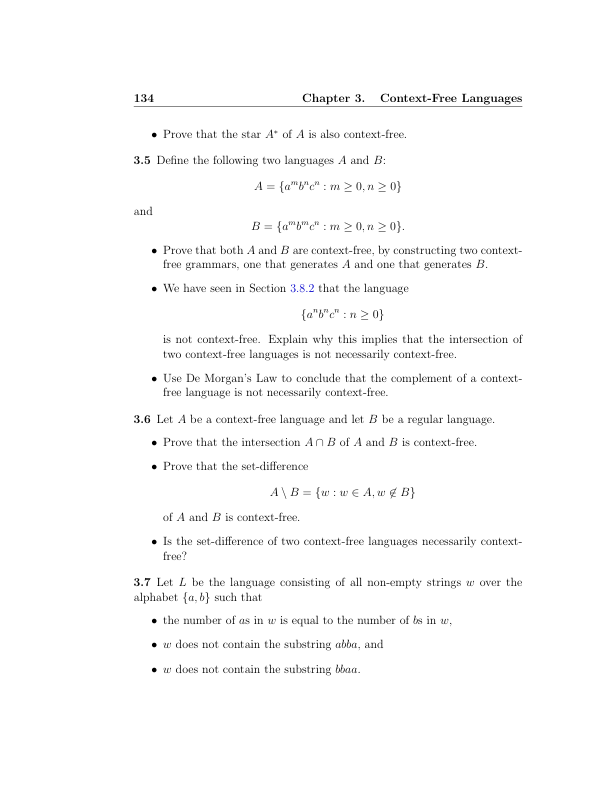 134 Chapter 3. Context-Free Languages
• Prove that the star A* of A is also context-free.
3.5 Define the following two languages A and B:
A = {aᵐbⁿcⁿ : m ≥ 0, n ≥ 0}
and
B = {aᵐbᵐcⁿ : m ≥ 0, n ≥ 0}.
• Prove that both A and B are context-free, by constructing two context-
free grammars, one that generates A and one that generates B.
• We have seen in Section 3.8.2 that the language
{aⁿbⁿcⁿ : n ≥ 0}
is not context-free. Explain why this implies that the intersection of
two context-free languages is not necessarily context-free.
• Use De Morgan's Law to conclude that the complement of a context-
free language is not necessarily context-free.
3.6 Let A be a context-free language and let B be a regular language.
• Prove that the intersection A ∩ B of A and B is context-free.
• Prove that the set-difference
A \ B = {w : w ∈ A, w ∉ B}
of A and B is context-free.
• Is the set-difference of two context-free languages necessarily context-
free?
3.7 Let L be the language consisting of all non-empty strings w over the
alphabet {a, b} such that
• the number of as in w is equal to the number of bs in w,
• w does not contain the substring abba, and
• w does not contain the substring bbaa.